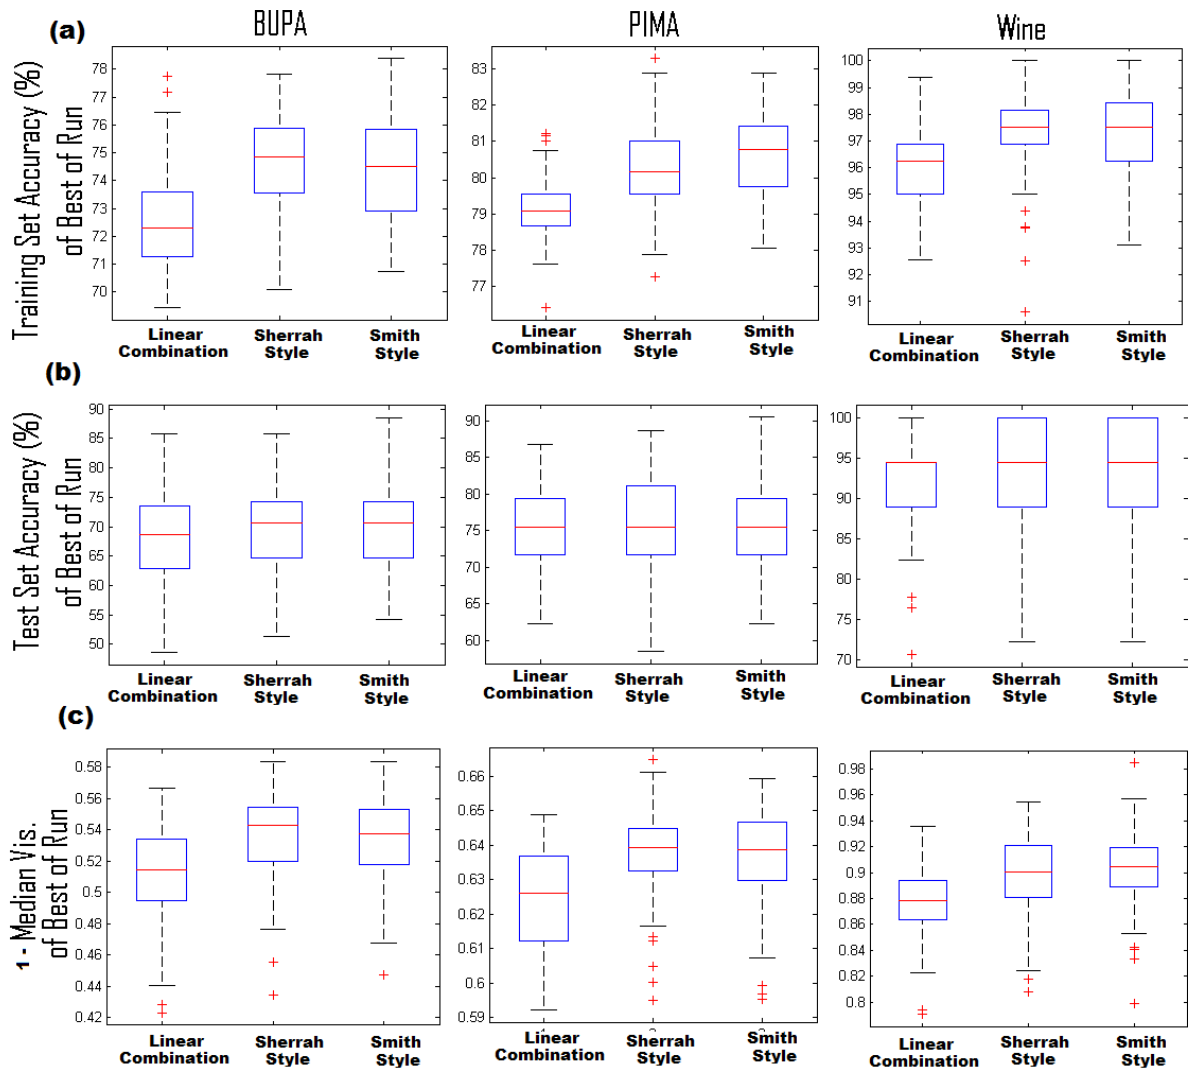 BUPA
PIMA
Wine
(a)
Training Set Accuracy (%)
of Best of Run
78
77
76
75
74
73
72
71
70
Linear
Combination
Sherrah
Style
Smith
Style
83
82
81
80
79
78
77
Linear
Combination
Sherrah
Style
Smith
Style
100
99
98
97
96
95
94
93
92
91
Linear
Combination
Sherrah
Style
Smith
Style
(b)
Test Set Accuracy (%)
of Best of Run
90
85
80
75
70
65
60
55
50
Linear
Combination
Sherrah
Style
Smith
Style
90
85
80
75
70
65
60
Linear
Combination
Sherrah
Style
Smith
Style
100
95
90
85
80
75
70
Linear
Combination
Sherrah
Style
Smith
Style
(c)
1 - Median Vis.
of Best of Run
0.58
0.56
0.54
0.52
0.5
0.48
0.46
0.44
0.42
Linear
Combination
Sherrah
Style
Smith
Style
0.66
0.65
0.64
0.63
0.62
0.61
0.6
0.59
Linear
Combination
Sherrah
Style
Smith
Style
0.98
0.96
0.94
0.92
0.9
0.88
0.86
0.84
0.82
0.8
Linear
Combination
Sherrah
Style
Smith
Style